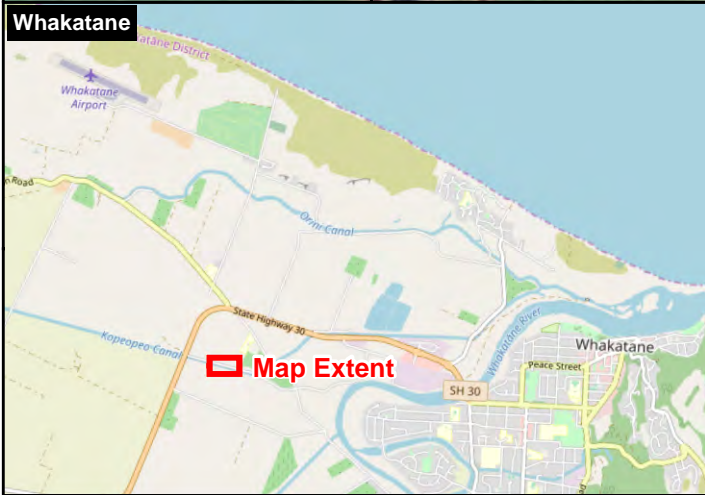 Whakatane
atāne District
Whakatane
Airport
Road
Orini Canal
State Highway 30
Kopeopeo Canal
Map Extent
Whakatane River
Whakatane
Peace Street
SH 30